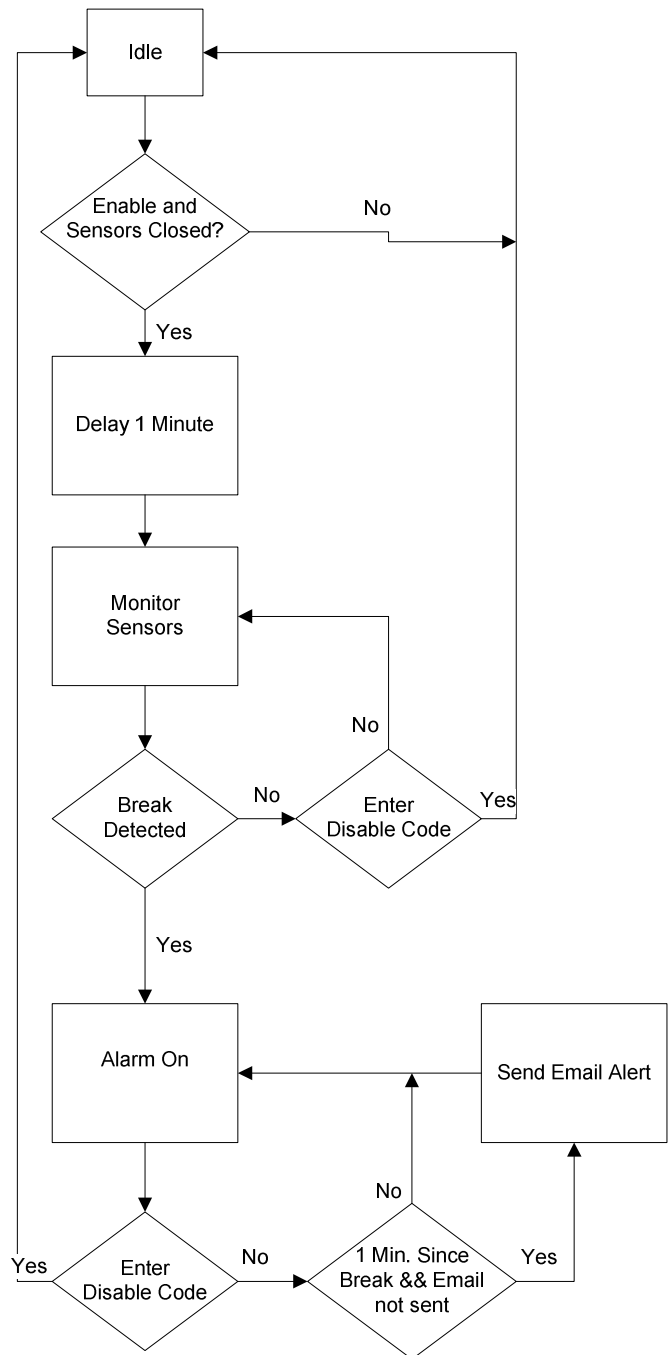 Idle
Enable and
Sensors Closed?
No
Yes
Delay 1 Minute
Monitor
Sensors
No
Break
Detected
No
Enter
Disable Code
Yes
Yes
Alarm On
Send Email Alert
No
Yes
Enter
Disable Code
No
1 Min. Since
Break && Email
not sent
Yes